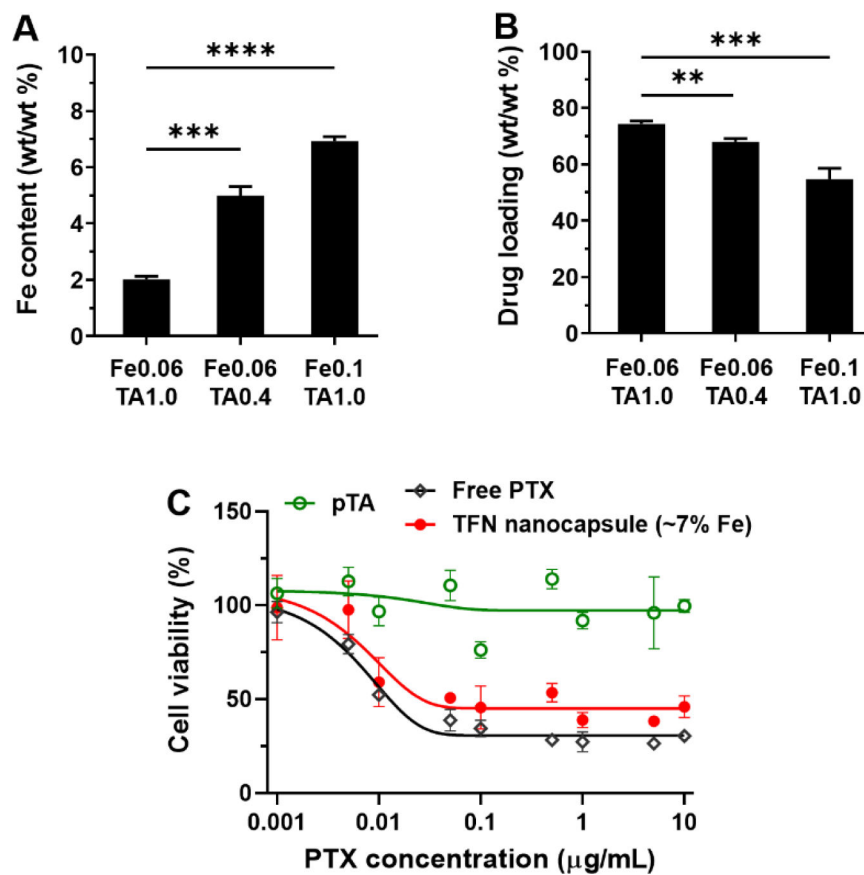 A
Fe content (wt/wt %)
10
8
6
4
2
0
****
***
Fe0.06 Fe0.06 Fe0.1
TA1.0 TA0.4 TA1.0
B
Drug loading (wt/wt %)
100
80
60
40
20
0
***
**
Fe0.06 Fe0.06 Fe0.1
TA1.0 TA0.4 TA1.0
C
pTA
Free PTX
TFN nanocapsule (~7% Fe)
Cell viability (%)
150
100
50
0
0.001 0.01 0.1 1 10
PTX concentration (μg/mL)